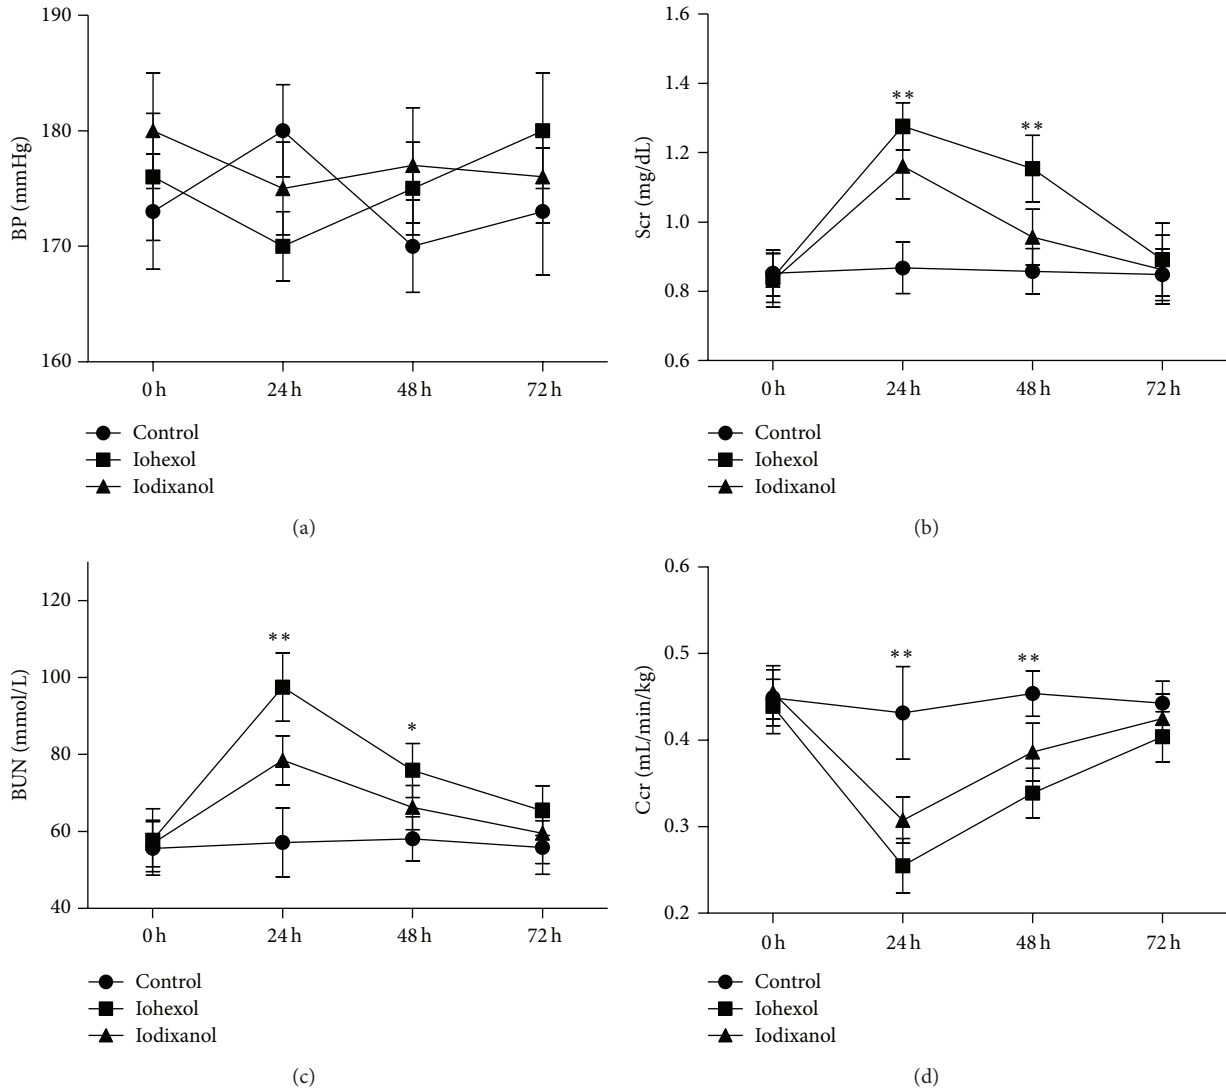 190
180
170
160
BP (mmHg)
0 h
24 h
48 h
72 h
Control
Iohexol
Iodixanol
(a)
1.6
1.4
1.2
1.0
0.8
0.6
Scr (mg/dL)
**
**
0 h
24 h
48 h
72 h
Control
Iohexol
Iodixanol
(b)
120
100
80
60
40
BUN (mmol/L)
**
*
0 h
24 h
48 h
72 h
Control
Iohexol
Iodixanol
(c)
0.6
0.5
0.4
0.3
0.2
Ccr (mL/min/kg)
**
**
0 h
24 h
48 h
72 h
Control
Iohexol
Iodixanol
(d)